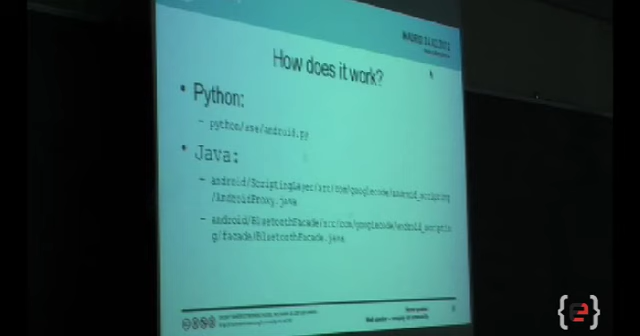 How does it work?
• Python:
– python/ase/android.py
• Java:
– android/ScriptingLayer/src/com/googlecode/android_scripting
/AndroidProxy.java
– android/BluetoothFacade/src/com/googlecode/android_scriptin
g/facade/BluetoothFacade.java